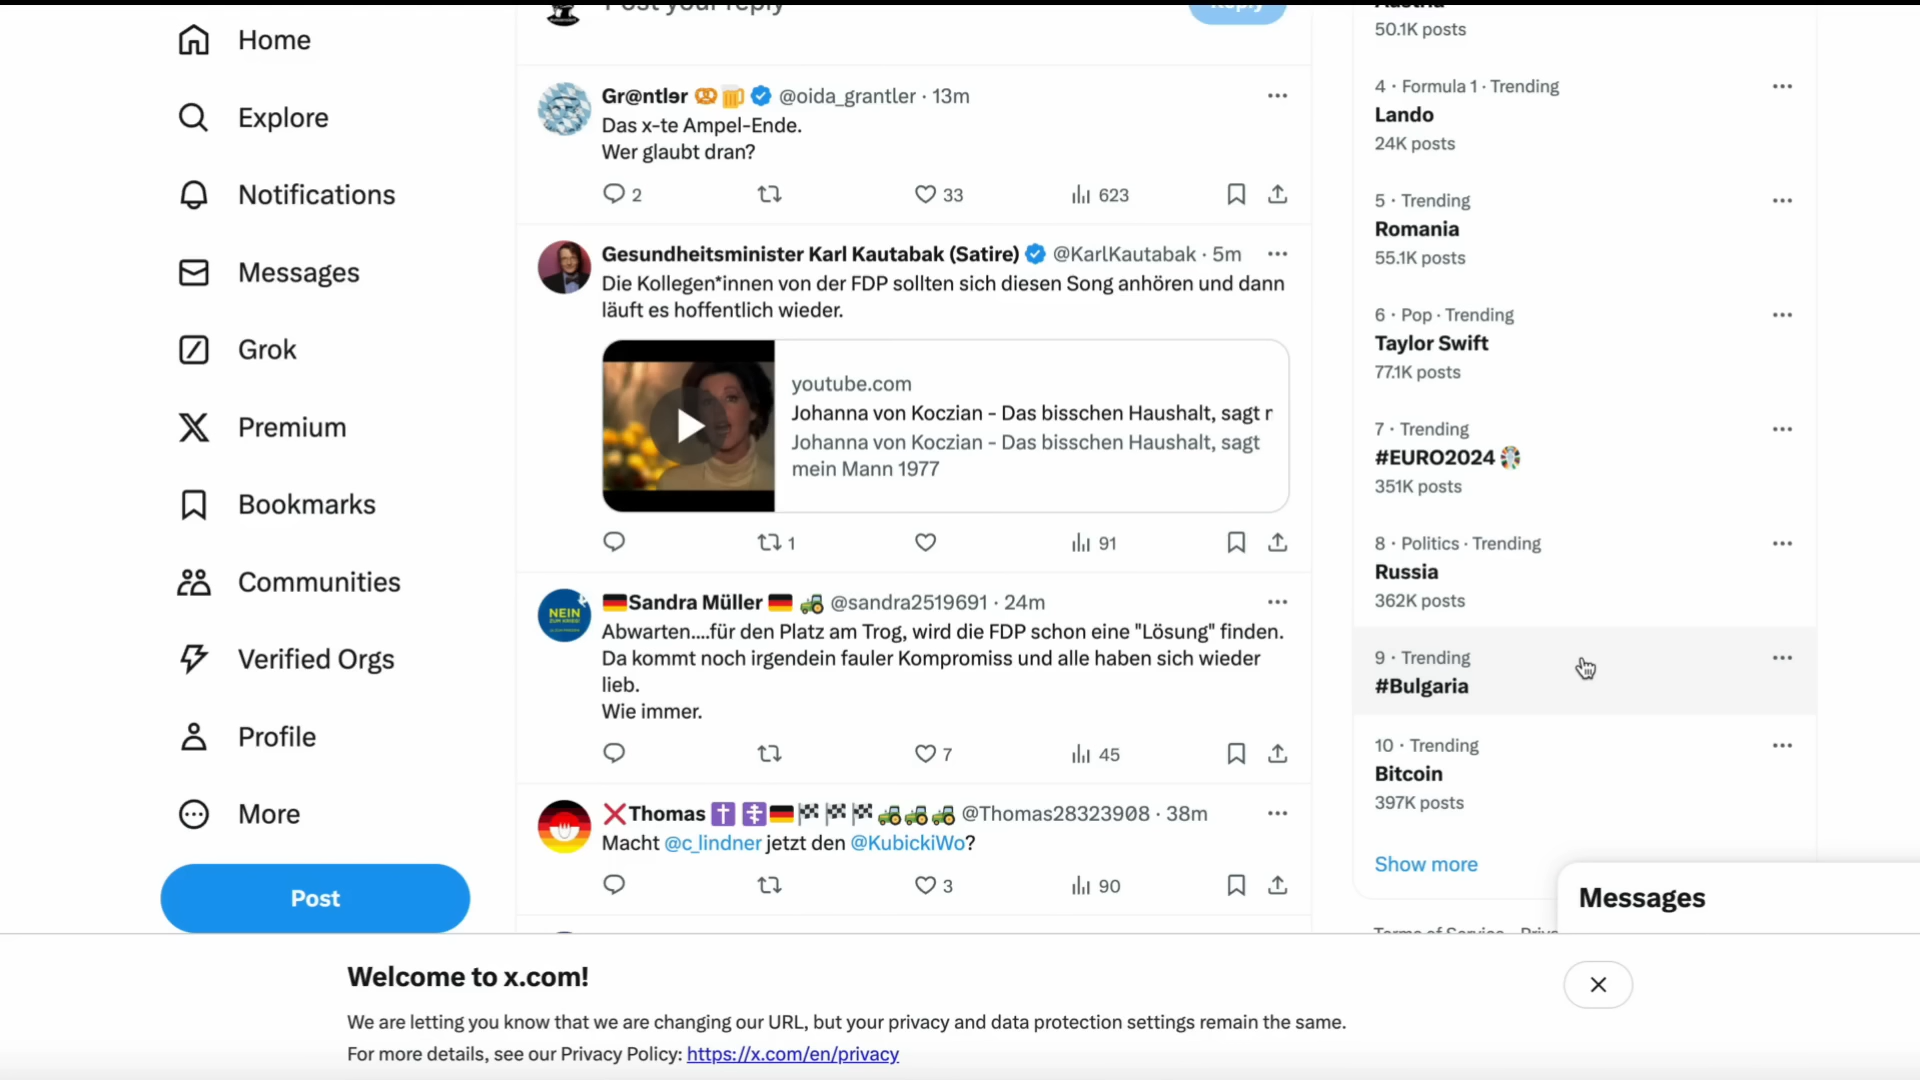 Home
Explore
Notifications
Messages
Grok
Premium
Bookmarks
Communities
Verified Orgs
Profile
More
Post
Post your reply
Reply
Gr@ntlər @oida_grantler · 13m
Das x-te Ampel-Ende.
Wer glaubt dran?
2
33
623
Gesundheitsminister Karl Kautabak (Satire) @KarlKautabak · 5m
Die Kollegen*innen von der FDP sollten sich diesen Song anhören und dann
läuft es hoffentlich wieder.
youtube.com
Johanna von Koczian - Das bisschen Haushalt, sagt r
Johanna von Koczian - Das bisschen Haushalt, sagt
mein Mann 1977
1
91
NEIN
Sandra Müller @sandra2519691 · 24m
Abwarten....für den Platz am Trog, wird die FDP schon eine "Lösung" finden.
Da kommt noch irgendein fauler Kompromiss und alle haben sich wieder
lieb.
Wie immer.
7
45
Thomas @Thomas28323908 · 38m
Macht @c_lindner jetzt den @KubickiWo?
3
90
Austria
50.1K posts
4 · Formula 1 · Trending
Lando
24K posts
5 · Trending
Romania
55.1K posts
6 · Pop · Trending
Taylor Swift
77.1K posts
7 · Trending
#EURO2024
351K posts
8 · Politics · Trending
Russia
362K posts
9 · Trending
#Bulgaria
10 · Trending
Bitcoin
397K posts
Show more
Terms of Service
Messages
Welcome to x.com!
We are letting you know that we are changing our URL, but your privacy and data protection settings remain the same.
For more details, see our Privacy Policy: https://x.com/en/privacy